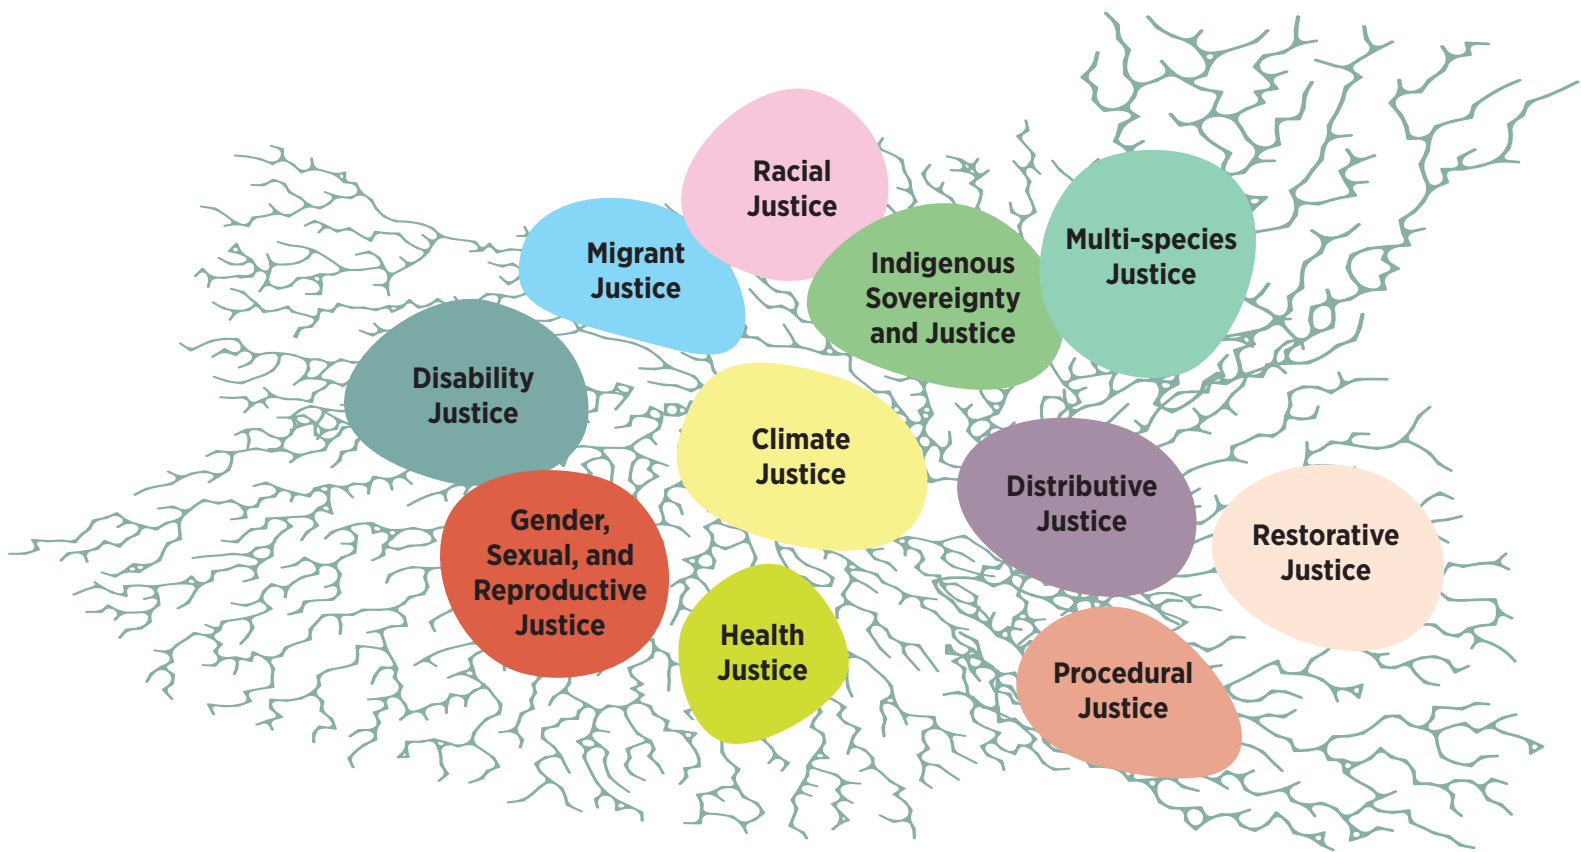 Racial
Justice
Migrant
Justice
Indigenous
Sovereignty
and Justice
Multi-species
Justice
Disability
Justice
Climate
Justice
Distributive
Justice
Restorative
Justice
Gender,
Sexual, and
Reproductive
Justice
Health
Justice
Procedural
Justice